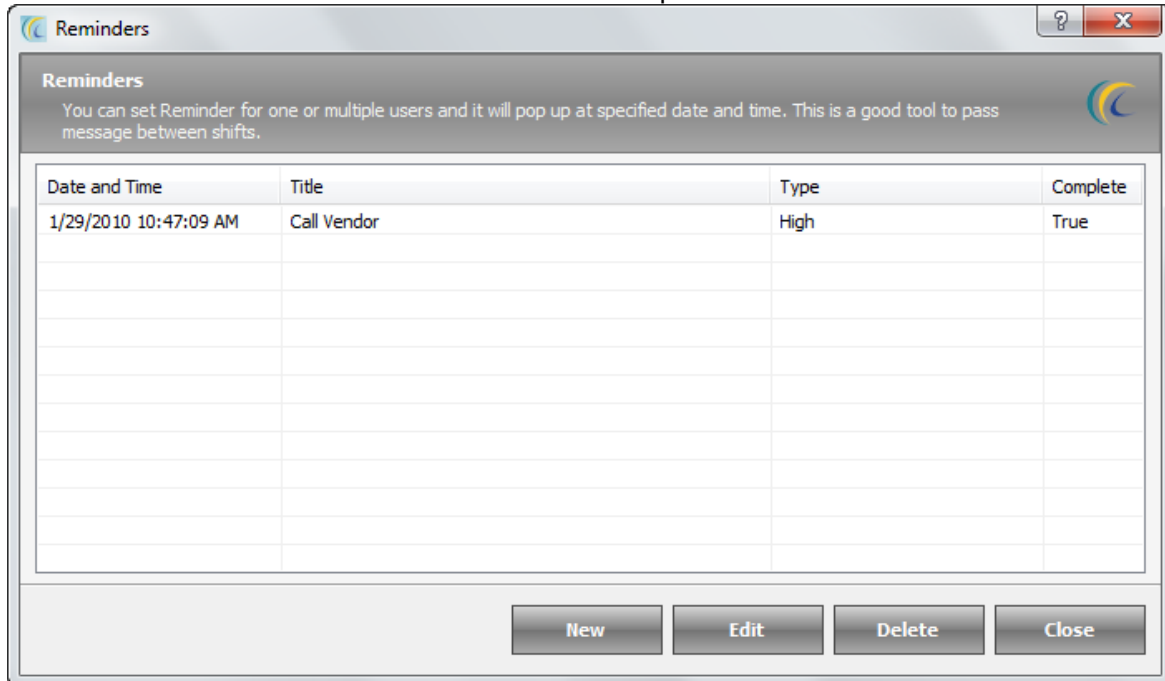 Reminders
Reminders
You can set Reminder for one or multiple users and it will pop up at specified date and time. This is a good tool to pass
message between shifts.
Date and Time Title Type Complete
1/29/2010 10:47:09 AM Call Vendor High True
New Edit Delete Close